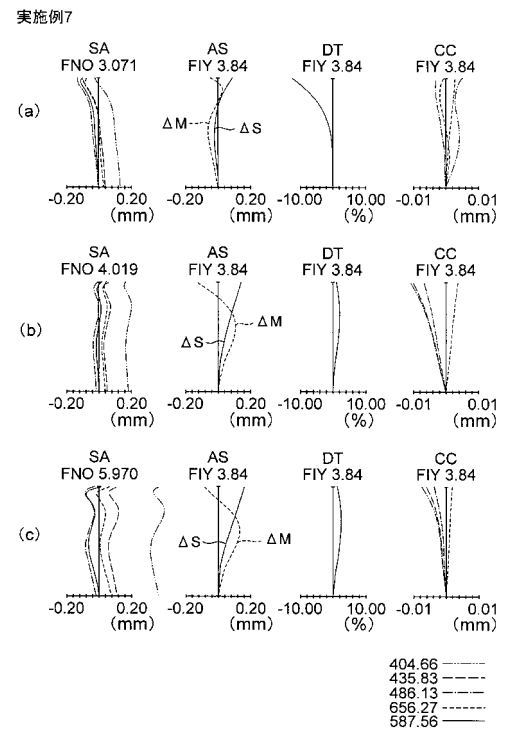 実施例7
SA AS DT CC
FNO 3.071 FIY 3.84 FIY 3.84 FIY 3.84
(a)
ΔM ΔS
-0.20 0.20 -0.20 0.20 -10.00 10.00 -0.01 0.01
(mm) (mm) (%) (mm)
SA AS DT CC
FNO 4.019 FIY 3.84 FIY 3.84 FIY 3.84
(b)
ΔM
ΔS
-0.20 0.20 -0.20 0.20 -10.00 10.00 -0.01 0.01
(mm) (mm) (%) (mm)
SA AS DT CC
FNO 5.970 FIY 3.84 FIY 3.84 FIY 3.84
(c)
ΔS ΔM
-0.20 0.20 -0.20 0.20 -10.00 10.00 -0.01 0.01
(mm) (mm) (%) (mm)
404.66
435.83
486.13
656.27
587.56